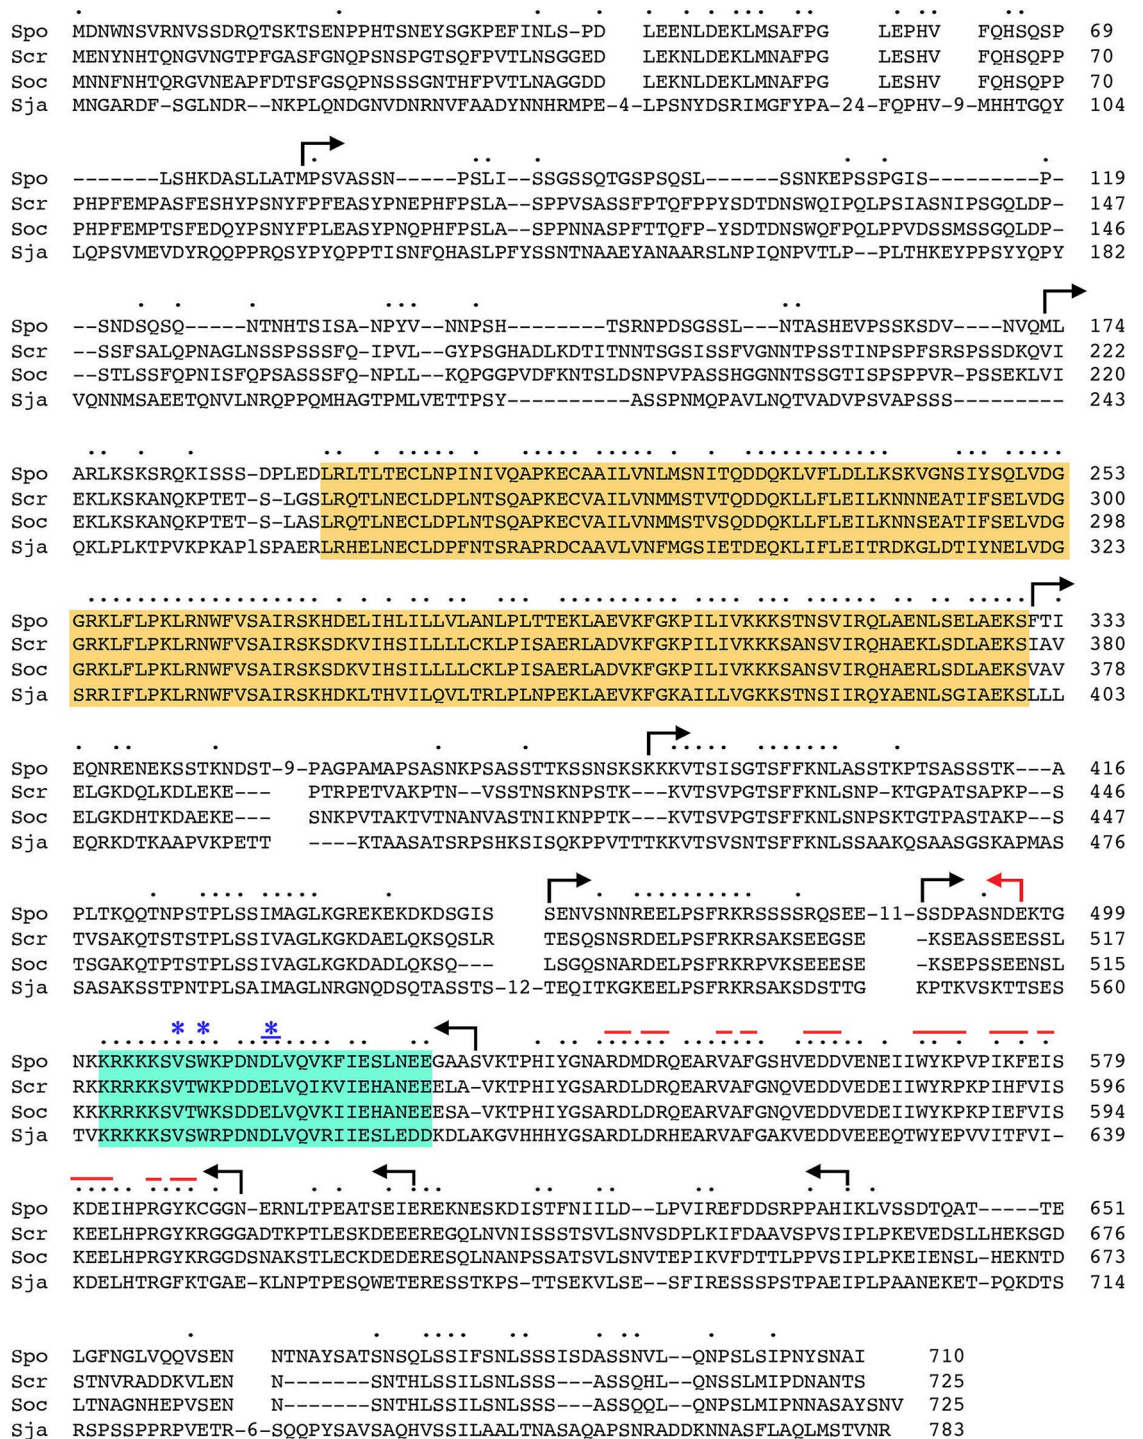 Spo MDNWNSVRNVSSDRQTSKTSENPPHTSNEYSGKPEFINLS-PD LEENLDEKLMSAFPG LEPHV FQHSQSP 69
Scr MENYNHTQNGVNGTPFGASFGNQPNSNSPGTSQFPVTLNSGGED LEKNLDEKLMNAFPG LESHV FQHSQPP 70
Soc MNNFNHTQRGVNEAPFDTSFGSQPNSSSGNTHFPVTLNAGGDD LEKNLDEKLMNAFPG LESHV FQHSQPP 70
Sja MNGARDF-SGLNDR--NKPLQNDGNVDNRNVFAADYNNHRMPE-4-LPSNYDSRIMGFYPA-24-FQPHV-9-MHHTGQY 104
Spo -------LSHKDASLLATMPSVASSN-----PSLI--SSGSSQTGSPSQSL------SSNKEPSSPGIS-------P- 119
Scr PHPFEMPASFESHYPSNYFPFEASYPNEPHFPSLA--SPPVSASSFPTQFPPYSDTDNSWQIPQLPSIASNIPSGQLDP- 147
Soc PHPFEMPTSFEDQYPSNYFPLEASYPNQPHFPSLA--SPPNNASPFTTQFP-YSDTDNSWQFPQLPPVDSSMSSGQLDP- 146
Sja LQPSVMEVDYRQQPPRQSYPYQPPTISNFQHASLPFYSSNTNAAEYANAARSLNPIQNPVTLP--PLTHKEYPPSYYQPY 182
Spo --SNDSQSQ-----NTNHTSISA-NPYV--NNPSH--------TSRNPDSGSSL---NTASHEVPSSKSDV----NVQML 174
Scr --SSFSALQPNAGLNSSPSSSFQ-IPVL--GYPSGHADLKDTITNNTSGSISSFVGNNTPSSTINPSPFSRSPSSDKQVI 222
Soc --STLSSFQPNISFQPSASSSFQ-NPLL--KQPGGPVDFKNTSLDSNPVPASSHGGNNTSSGTISPSPPVR-PSSEKLVI 220
Sja VQNNMSAEETQNVLNRQPPQMHAGTPMLVETTPSY----------ASSPNMQPAVLNQTVADVPSVAPSSS--------- 243
Spo ARLKSKSRQKISSS-DPLEDLRLTLTECLNPINIVQAPKECAAILVNLMSNITQDDQKLVFLDLLKSKVGNSIYSQLVDG 253
Scr EKLKSKANQKPTET-S-LGSLRQTLNECLDPLNTSQAPKECVAILVNMMSTVTQDDQKLLFLEILKNNNEATIFSELVDG 300
Soc EKLKSKANQKPTET-S-LASLRQTLNECLDPLNTSQAPKECVAILVNMMSTVSQDDQKLLFLEILKNNSEATIFSELVDG 298
Sja QKLPLKTPVKPKAPlSPAERLRHELNECLDPFNTSRAPRDCAAVLVNFMGSIETDEQKLIFLEITRDKGLDTIYNELVDG 323
Spo GRKLFLPKLRNWFVSAIRSKHDELIHLILLVLANLPLTTEKLAEVKFGKPILIVKKKSTNSVIRQLAENLSELAEKSFTI 333
Scr GRKLFLPKLRNWFVSAIRSKSDKVIHSILLLLCKLPISAERLAEVKFGKPILIVKKKSANSVIRQHAERLSDLAEKSIAV 380
Soc GRKLFLPKLRNWFVSAIRSKSDKVIHSILLLLCKLPISAERLADVKFGKPILIVKKKSANSVIRQHAERLSDLAEKSVAV 378
Sja SRRIFLPKLRNWFVSAIRSKHDKLTHVILQVLTRLPLNPEKLAEVKFGKAILLVGKKSTNSIIRQYAENLSGIAEKSLLL 403
Spo EQNRENEKSSTKNDST-9-PAGPAMAPSASNKPSASSTTKSSNSKSKKKVTSISGTSFFKNLASSTKPTSASSSTK---A 416
Scr ELGKDQLKDLEKE--- PTRPETVAKPTN--VSSTNSKNPSTK---KVTSVPGTSFFKNLSNP-KTGPATSAPKP--S 446
Soc ELGKDHTKDAEKE--- SNKPVTAKTVTNANVASTNIKNPPTK---KVTSVPGTSFFKNLSNPSKTGTPASTAKP--S 447
Sja EQRKDTKAAPVKPETT ----KTAASATSRPSHKSISQKPPVTTTKKVTSVNTSFFKNLSSAAKQSAASGSKAPMAS 476
Spo PLTKQQTNPSTPLSSIMAGLKGREKEKDKDSGIS SENVSNNREELPSFRKRSSSSRQSEE-11-SSDPASNDEKTG 499
Scr TVSAKQTSTSTPLSSIVAGLKGKDAELQKSQSLR TESQSNSRDELPSFRKRSAKSEEGSE -KSEASSEESSL 517
Soc TSGAKQTPTSTPLSSIVAGLKGKDADLQKSQ--- LSGQSNARDELPSFRKRPVKSEEESE -KSEPSSEENSL 515
Sja SASAKSSTPNTPLSAIMAGLNRGNQDSQTASSTS-12-TEQITKGKEELPSFRKRSAKSDSTTG KPTKVSKTTSES 560
* * *
Spo NKKRKKKSVSWKPDNDLVQVKFIESLNEEGAASVKTPHIYGNARDMDRQEARVAFGSHVEDDVENEIIWYKPVPIKFEIS 579
Scr RKKRRKKSVTWKPDDELVQIKVIEHANEEELA-VKTPHIYGSARDLDRQEARVAFGNQVEDDVEDEIIWYRPKPIHFVIS 596
Soc KKKRRKKSVTWKSDDELVQVKIIEHANEEESA-VKTPHIYGSARDLDRQEARVAFGNQVEDDVEDEIIWYKPKPIEFVIS 594
Sja TVKRKKKSVSWRPDNDLVQVRIIESLEDDKDLAKGVHHHYGSARDLDRHEARVAFGAKVEDDVEEEQTWYEPVVITFVI- 639
Spo KDEIHPRGYKCGGN-ERNLTPEATSEIEREKNESKDISTFNIILD--LPVIREFDDSRPPAHIKLVSSDTQAT-----TE 651
Scr KEELHPRGYKRGGGADTKPTLESKDEEEREGQLNVNISSSTSVLSNVSDPLKIFDAAVSPVSIPLPKEVEDSLLHEKSGD 676
Soc KEELHPRGYKRGGDSNAKSTLECKDEDERESQLNANPSSATSVLSNVTEPIKVFDTTLPPVSIPLPKEIENSL-HEKNTD 673
Sja KDELHTRGFKTGAE-KLNPTPESQWETERESSTKPS-TTSEKVLSE--SFIRESSSPSTPAEIPLPAANEKET-PQKDTS 714
Spo LGFNGLVQQVSEN NTNAYSATSNSQLSSIFSNLSSSISDASSNVL--QNPSLSIPNYSNAI 710
Scr STNVRADDKVLEN N-------SNTHLSSILSNLSSS---ASSQHL--QNSSLMIPDNANTS 725
Soc LTNAGNHEPVSEN N-------SNTHLSSILSNLSSS---ASSQQL--QNPSLMIPNNASAYSNV 725
Sja RSPSSPPRPVETR-6-SQQPYSAVSAQHVSSILAALTNASAQAPSNRADDKNNASFLAQLMSTVNR 783